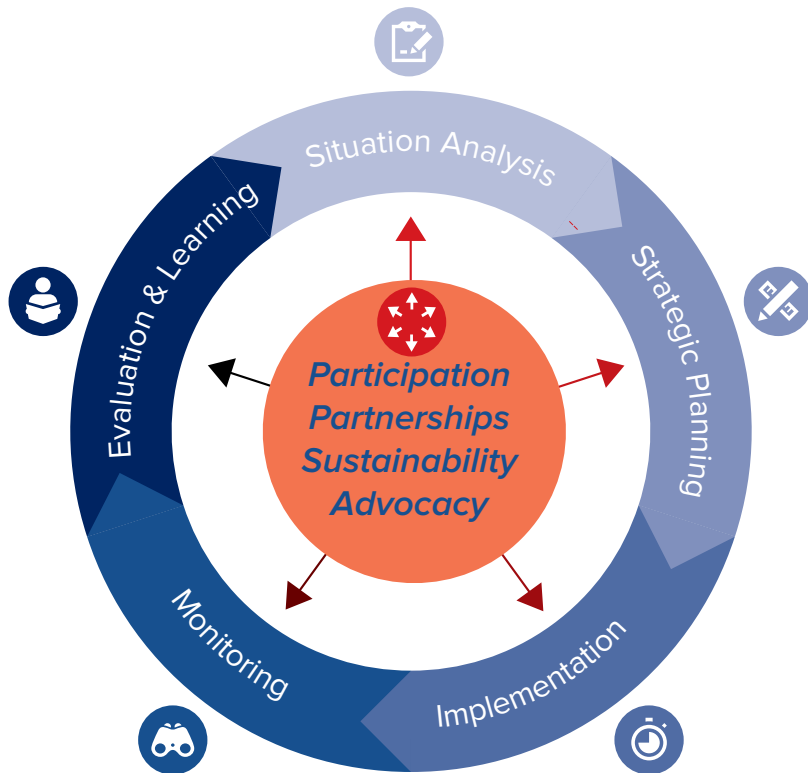 Situation Analysis
Strategic Planning
Implementation
Monitoring
Evaluation & Learning
Participation
Partnerships
Sustainability
Advocacy